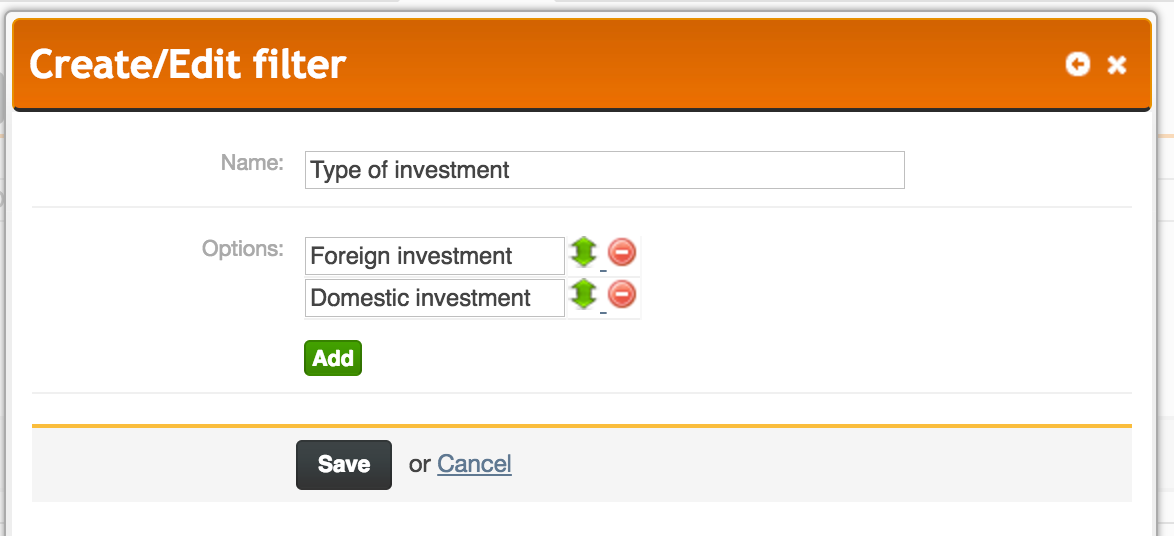 Create/Edit filter
Name: Type of investment
Options: Foreign investment
Domestic investment
Add
Save or Cancel